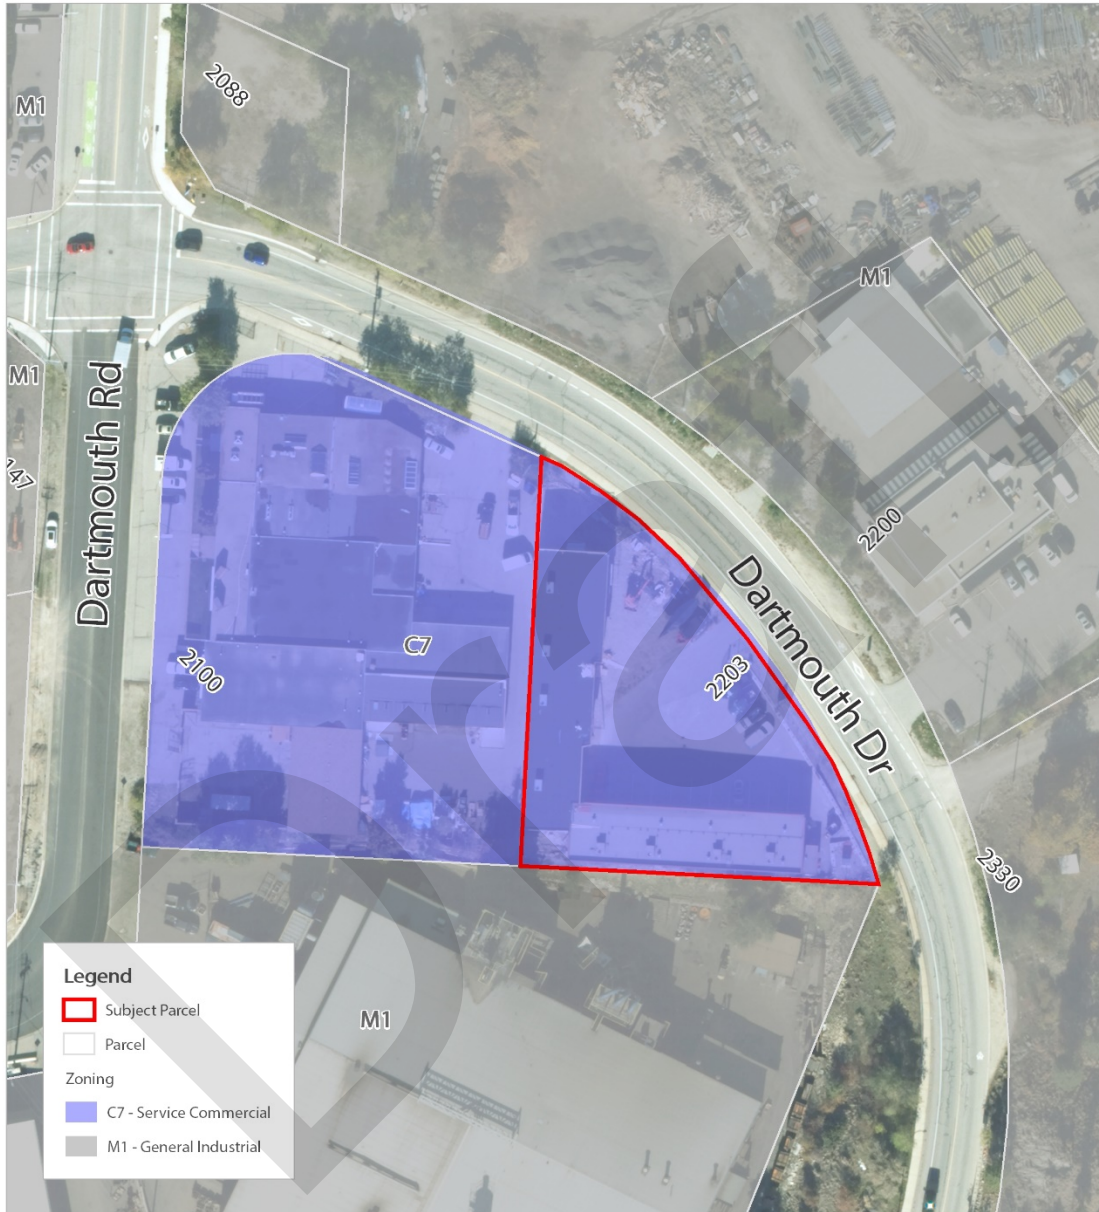 2088
M1
M1
M1
147
Dartmouth Rd
2200
Dartmouth Dr
C7
2203
2100
2330
Legend
Subject Parcel
Parcel
Zoning
C7 - Service Commercial
M1 - General Industrial
M1
DRAFT